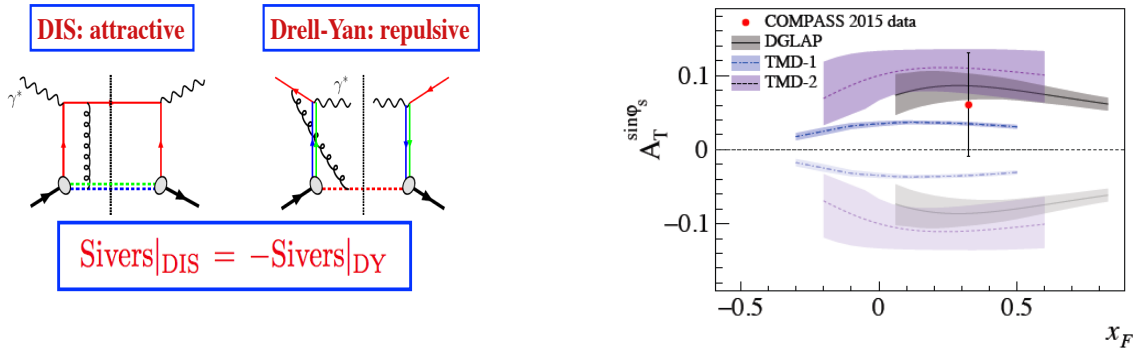 DIS: attractive
Drell-Yan: repulsive
γ*
γ*
Sivers|DIS = −Sivers|DY
COMPASS 2015 data
DGLAP
TMD-1
TMD-2
A_T^{sinφ_s}
0.1
0
−0.1
−0.5
0
0.5
x_F